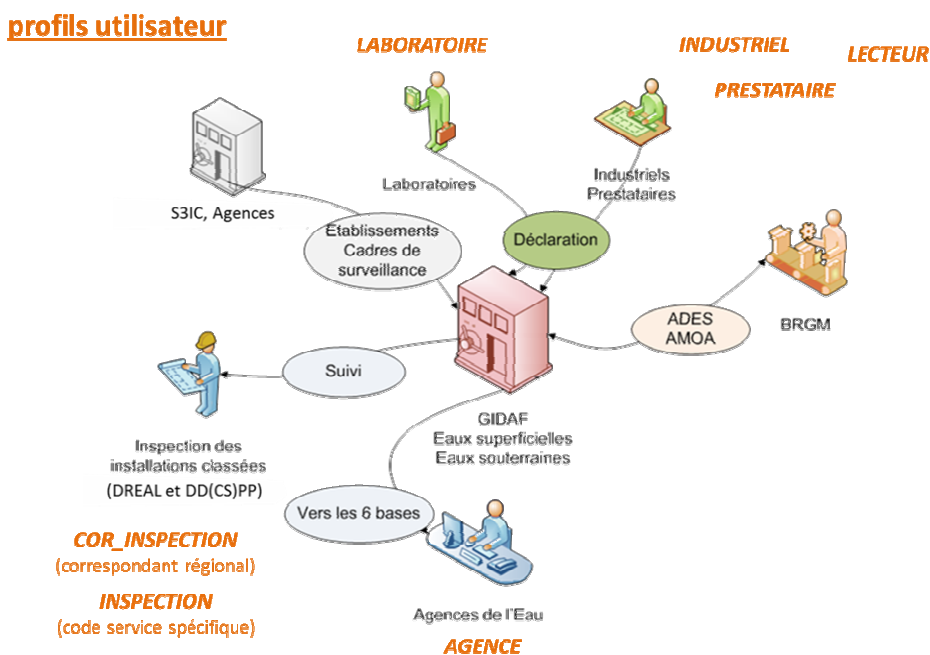 profils utilisateur
LABORATOIRE
INDUSTRIEL
LECTEUR
PRESTATAIRE
Laboratoires
Industriels
Prestataires
S3IC, Agences
Etablissements
Cadres de
surveillance
Déclaration
ADES
AMOA
BRGM
Suivi
GIDAF
Eaux superficielles
Eaux souterraines
Inspection des
installations classées
(DREAL et DD(CS)PP)
Vers les 6 bases
COR_INSPECTION
(correspondant régional)
INSPECTION
(code service spécifique)
Agences de l'Eau
AGENCE